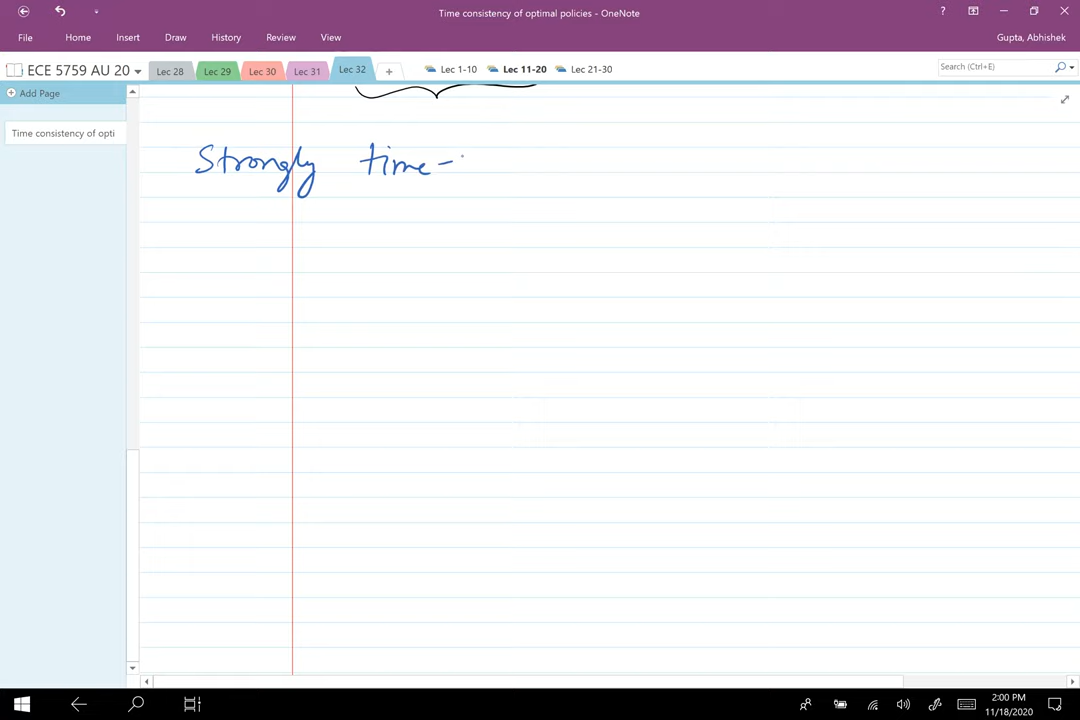 Time consistency of optimal policies - OneNote
?
File Home Insert Draw History Review View
Gupta, Abhishek
ECE 5759 AU 20
Lec 28
Lec 29
Lec 30
Lec 31
Lec 32
+
Lec 1-10
Lec 11-20
Lec 21-30
Search (Ctrl+E)
Add Page
Time consistency of opti
Strongly time-
2:00 PM
11/18/2020